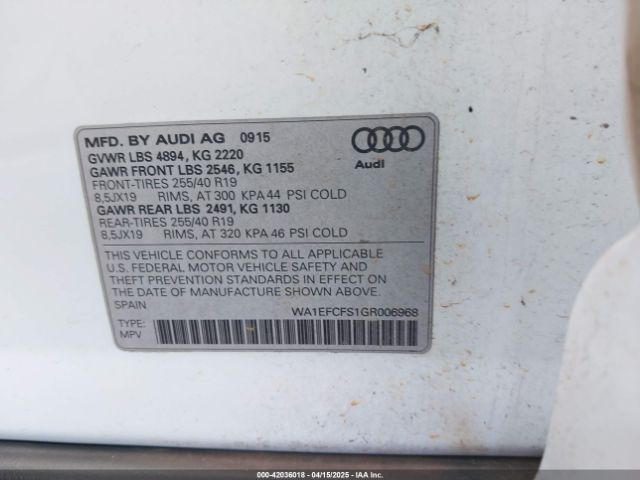 MFD. BY AUDI AG 0915
GVWR LBS 4894, KG 2220
GAWR FRONT LBS 2546, KG 1155
FRONT-TIRES 255/40 R19
8,5JX19 RIMS, AT 300 KPA 44 PSI COLD
GAWR REAR LBS 2491, KG 1130
REAR-TIRES 255/40 R19
8,5JX19 RIMS, AT 320 KPA 46 PSI COLD
Audi
THIS VEHICLE CONFORMS TO ALL APPLICABLE
U.S. FEDERAL MOTOR VEHICLE SAFETY AND
THEFT PREVENTION STANDARDS IN EFFECT ON
DATE OF MANUFACTURE SHOWN ABOVE.
SPAIN
WA1EFCFS1GR006968
TYPE:
MPV
000-42036018 - 04/15/2025 - IAA Inc.